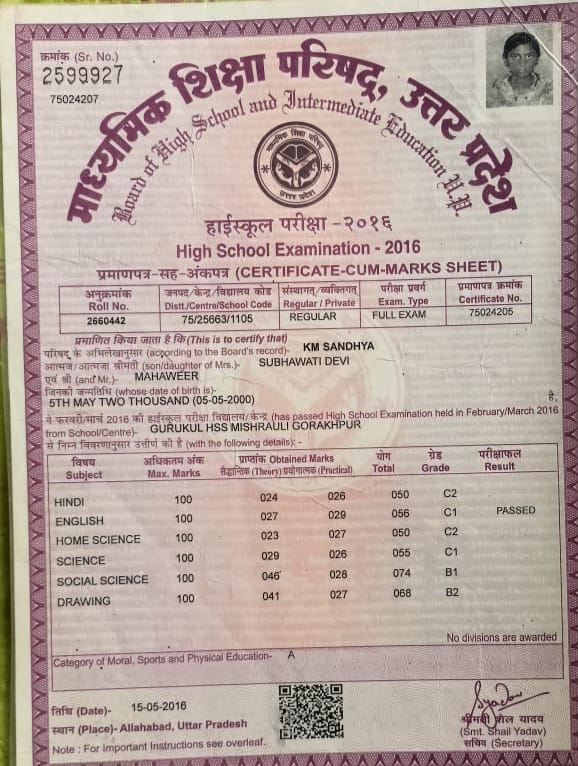 क्रमांक (Sr. No.)
2599927
75024207
माध्यमिक शिक्षा परिषद्, उत्तर प्रदेश
Board of High School and Intermediate Education U.P.
माध्यमिक शिक्षा परिषद्
उत्तर प्रदेश
हाईस्कूल परीक्षा -२०१६
High School Examination - 2016
प्रमाणपत्र-सह-अंकपत्र (CERTIFICATE-CUM-MARKS SHEET)
अनुक्रमांक जनपद/केन्द्र/विद्यालय कोड संस्थागत/व्यक्तिगत परीक्षा प्रवर्ग प्रमाणपत्र क्रमांक
Roll No. Distt./Centre/School Code Regular / Private Exam. Type Certificate No.
2660442 75/25663/1105 REGULAR FULL EXAM 75024205
प्रमाणित किया जाता है कि(This is to certify that)
परिषद् के अभिलेखानुसार (according to the Board's record)- KM SANDHYA
आत्मज/आत्मजा श्रीमती (son/daughter of Mrs.)- SUBHAWATI DEVI
एवं श्री (and Mr.)- MAHAWEER
जिनकी जन्मतिथि (whose date of birth is)-
5TH MAY TWO THOUSAND (05-05-2000) है,
ने फरवरी/मार्च 2016 की हाईस्कूल परीक्षा विद्यालय/केन्द्र (has passed High School Examination held in February/March 2016
from School/Centre)- GURUKUL HSS MISHRAULI GORAKHPUR
से निम्न विवरणानुसार उत्तीर्ण की है (with the following details): -
विषय अधिकतम अंक प्राप्तांक Obtained Marks योग ग्रेड परीक्षाफल
Subject Max. Marks सैद्धान्तिक (Theory) प्रयोगात्मक (Practical) Total Grade Result
HINDI 100 024 026 050 C2
ENGLISH 100 027 029 056 C1 PASSED
HOME SCIENCE 100 023 027 050 C2
SCIENCE 100 029 026 055 C1
SOCIAL SCIENCE 100 046 028 074 B1
DRAWING 100 041 027 068 B2
No divisions are awarded
Category of Moral, Sports and Physical Education- A
तिथि (Date)- 15-05-2016
स्थान (Place)- Allahabad, Uttar Pradesh
Note : For Important Instructions see overleaf.
Syadav
श्रीमती शैल यादव
(Smt. Shail Yadav)
सचिव (Secretary)